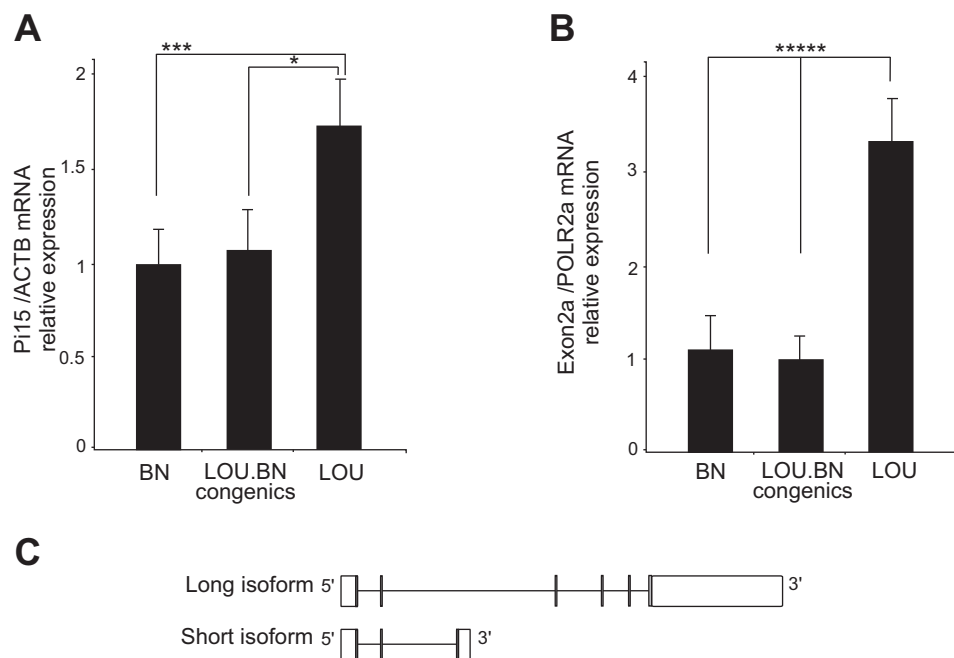 A
Pi15 /ACTB mRNA
relative expression
2
1.5
1
0.5
0
***
*
BN
LOU.BN
congenics
LOU
B
Exon2a /POLR2a mRNA
relative expression
4
3
2
1
0
*****
BN
LOU.BN
congenics
LOU
C
Long isoform 5' 3'
Short isoform 5' 3'